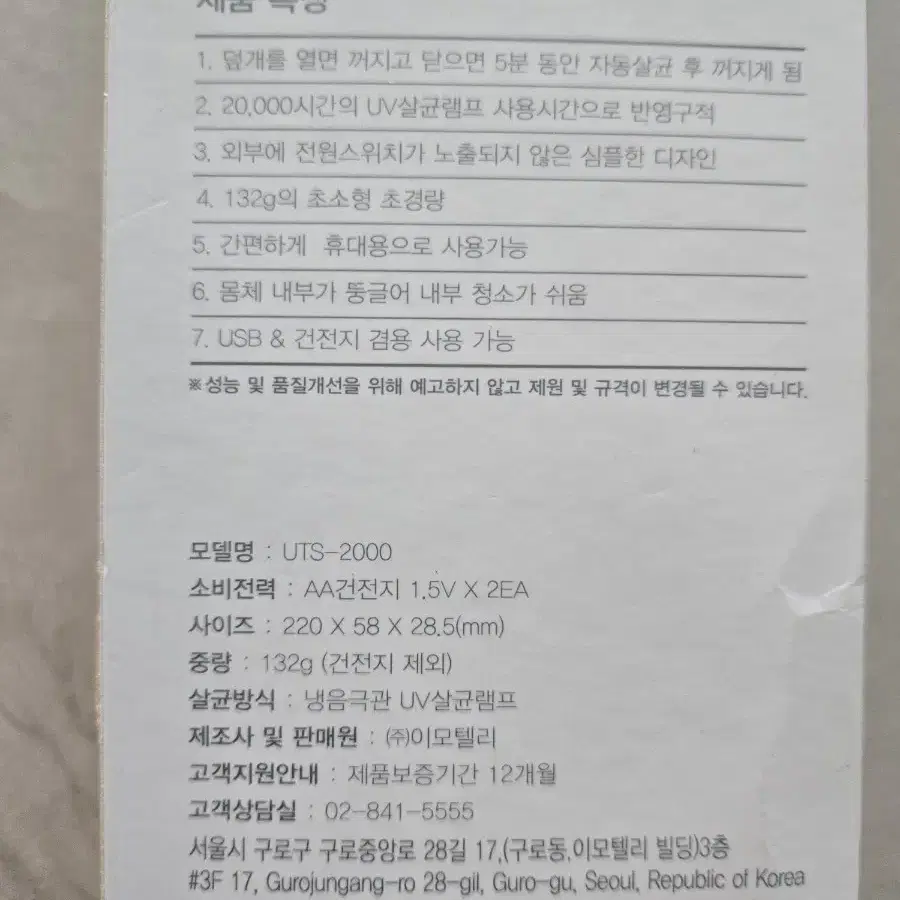 제품 특장
1. 덮개를 열면 꺼지고 닫으면 5분 동안 자동살균 후 꺼지게 됨
2. 20,000시간의 UV살균램프 사용시간으로 반영구적
3. 외부에 전원스위치가 노출되지 않은 심플한 디자인
4. 132g의 초소형 초경량
5. 간편하게 휴대용으로 사용가능
6. 몸체 내부가 둥글어 내부 청소가 쉬움
7. USB & 건전지 겸용 사용 가능
※성능 및 품질개선을 위해 예고하지 않고 제원 및 규격이 변경될 수 있습니다.
모델명 : UTS-2000
소비전력 : AA건전지 1.5V X 2EA
사이즈 : 220 X 58 X 28.5(mm)
중량 : 132g (건전지 제외)
살균방식 : 냉음극관 UV살균램프
제조사 및 판매원 : ㈜이모텔리
고객지원안내 : 제품보증기간 12개월
고객상담실 : 02-841-5555
서울시 구로구 구로중앙로 28길 17,(구로동,이모텔리 빌딩)3층
#3F 17, Gurojungang-ro 28-gil, Guro-gu, Seoul, Republic of Korea